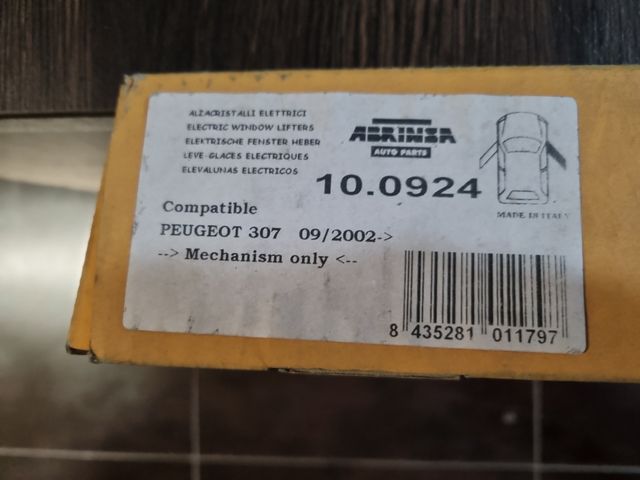 ALZACRISTALLI ELETTRICI
ELECTRIC WINDOW LIFTERS
ELEKTRISCHE FENSTER HEBER
LEVE-GLACES ELECTRIQUES
ELEVALUNAS ELECTRICOS
ABRINSA
AUTO PARTS
10.0924
MADE IN ITALY
Compatible
PEUGEOT 307 09/2002->
--> Mechanism only <--
8 435281 011797